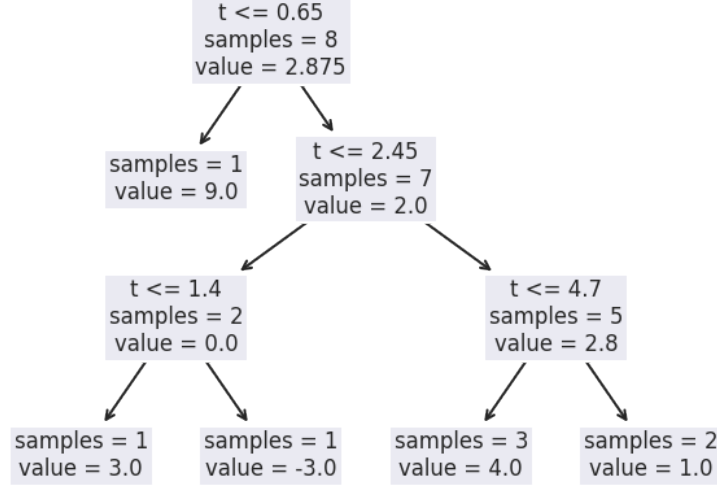 t <= 0.65
samples = 8
value = 2.875
samples = 1
value = 9.0
t <= 2.45
samples = 7
value = 2.0
t <= 1.4
samples = 2
value = 0.0
t <= 4.7
samples = 5
value = 2.8
samples = 1
value = 3.0
samples = 1
value = -3.0
samples = 3
value = 4.0
samples = 2
value = 1.0